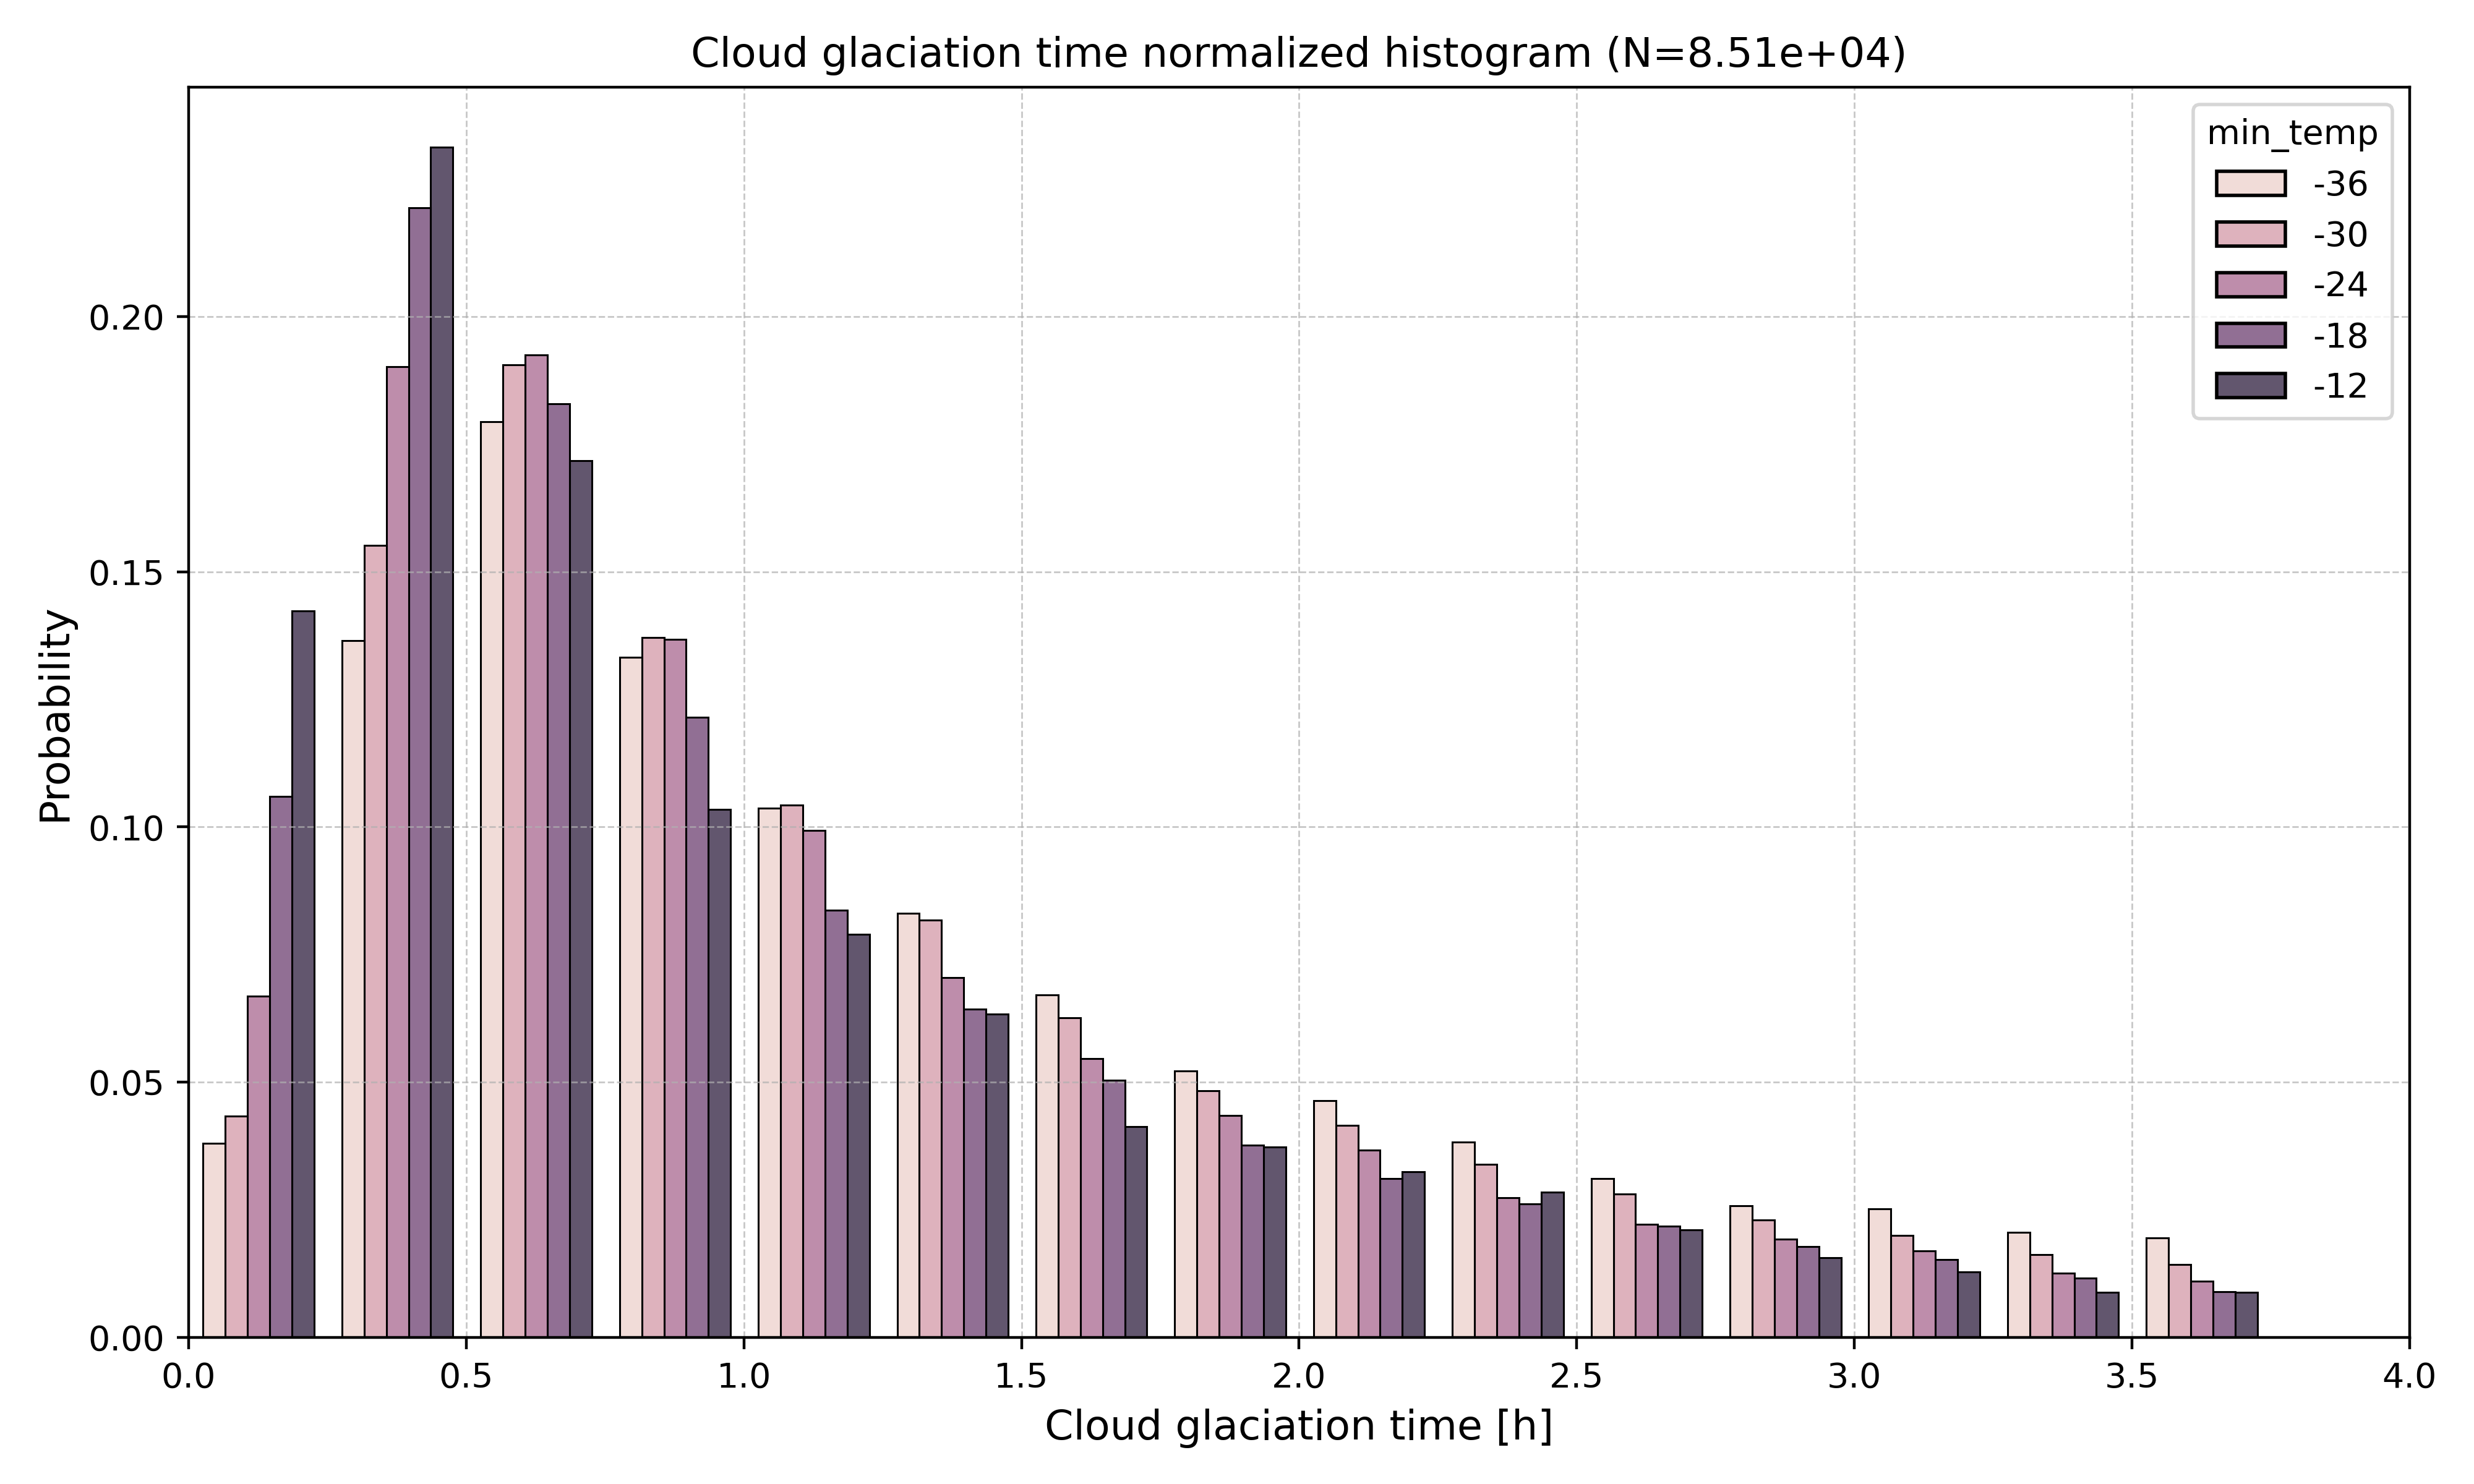 Cloud glaciation time normalized histogram (N=8.51e+04)
min_temp
-36
-30
-24
-18
-12
Probability
0.20
0.15
0.10
0.05
0.00
0.0 0.5 1.0 1.5 2.0 2.5 3.0 3.5 4.0
Cloud glaciation time [h]